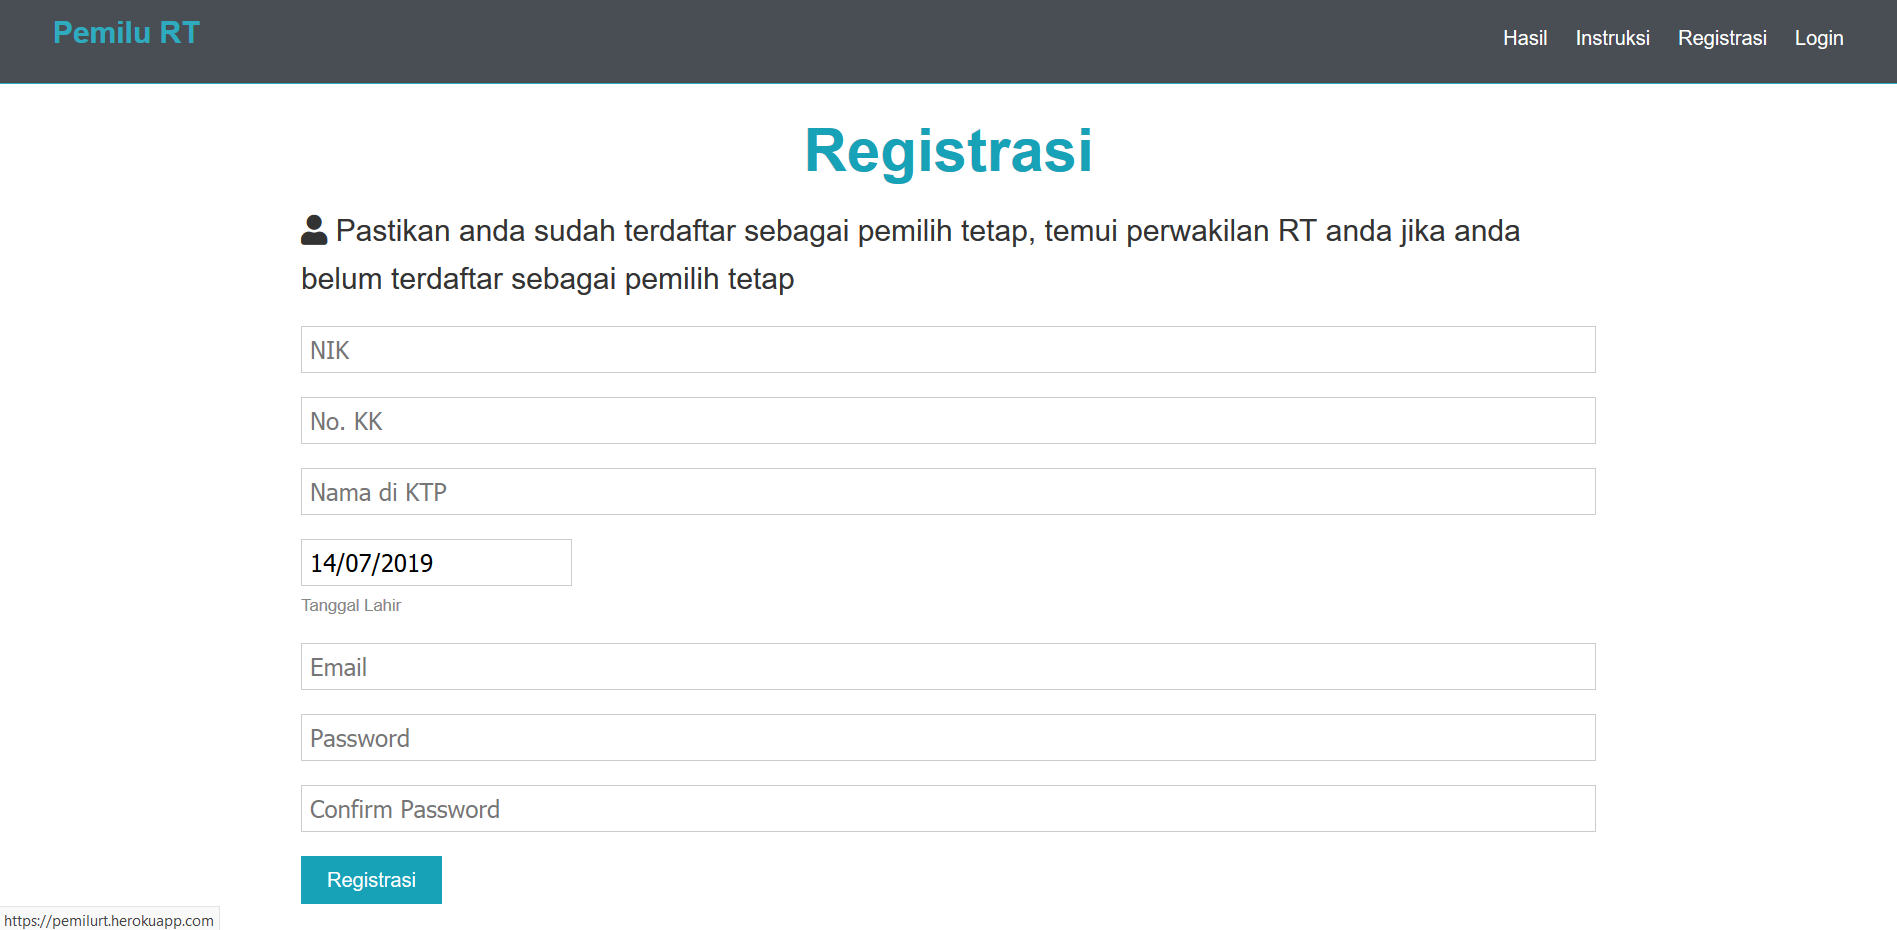 Pemilu RT
Hasil Instruksi Registrasi Login
Registrasi
Pastikan anda sudah terdaftar sebagai pemilih tetap, temui perwakilan RT anda jika anda
belum terdaftar sebagai pemilih tetap
NIK
No. KK
Nama di KTP
14/07/2019
Tanggal Lahir
Email
Password
Confirm Password
Registrasi
https://pemilurt.herokuapp.com